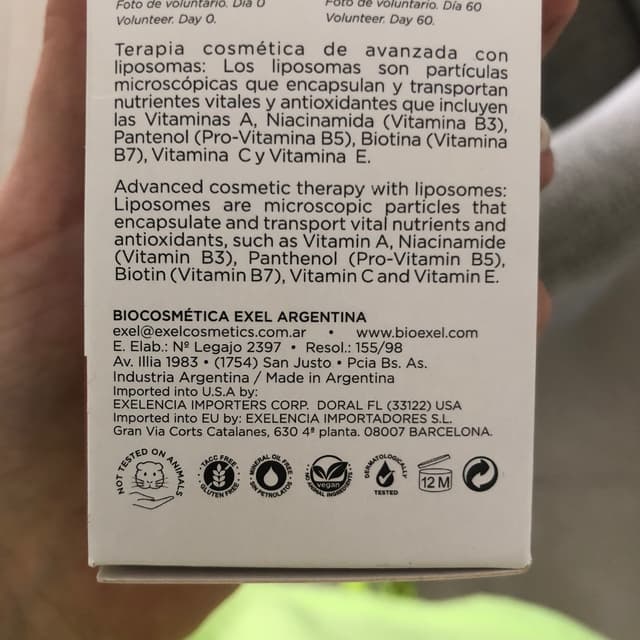 Foto de voluntario. Día 0
Volunteer. Day 0.
Foto de voluntario. Día 60
Volunteer. Day 60.
Terapia cosmética de avanzada con
liposomas: Los liposomas son partículas
microscópicas que encapsulan y transportan
nutrientes vitales y antioxidantes que incluyen
las Vitaminas A, Niacinamida (Vitamina B3),
Pantenol (Pro-Vitamina B5), Biotina (Vitamina
B7), Vitamina C y Vitamina E.
Advanced cosmetic therapy with liposomes:
Liposomes are microscopic particles that
encapsulate and transport vital nutrients and
antioxidants, such as Vitamin A, Niacinamide
(Vitamin B3), Panthenol (Pro-Vitamin B5),
Biotin (Vitamin B7), Vitamin C and Vitamin E.
BIOCOSMÉTICA EXEL ARGENTINA
exel@exelcosmetics.com.ar • www.bioexel.com
E. Elab.: Nº Legajo 2397 • Resol.: 155/98
Av. Illia 1983 • (1754) San Justo • Pcia Bs. As.
Industria Argentina / Made in Argentina
Imported into U.S.A by:
EXELENCIA IMPORTERS CORP. DORAL FL (33122) USA
Imported into EU by: EXELENCIA IMPORTADORES S.L.
Gran Via Corts Catalanes, 630 4ª planta. 08007 BARCELONA.
NOT TESTED ON ANIMALS
TACC FREE
GLUTEN FREE
MINERAL OIL FREE
SIN PETROLATOS
vegan
NO ANIMAL INGREDIENTS
DERMATOLOGICALLY
TESTED
12 M